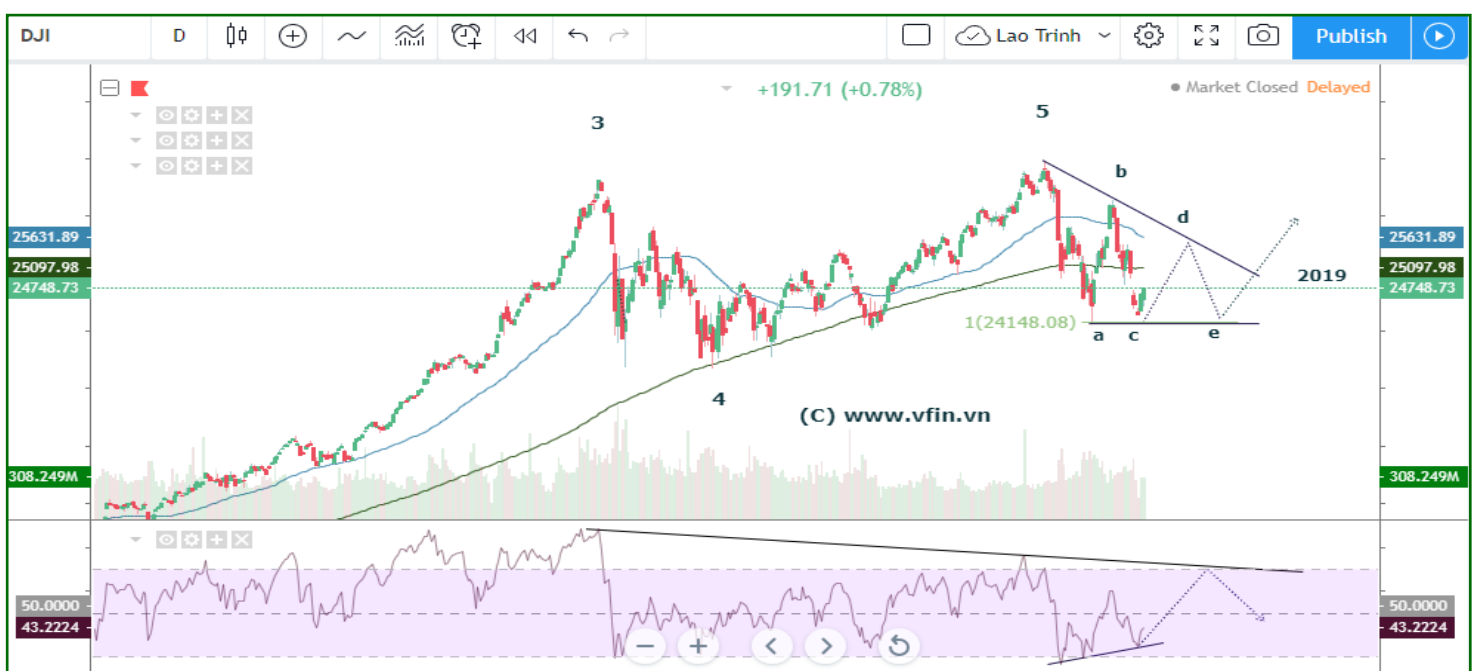 DJI D Lao Trinh Publish
+191.71 (+0.78%) Market Closed Delayed
3
5
b
d
25631.89 25631.89
25097.98 25097.98
2019
24748.73 24748.73
1(24148.08)
a c e
4
(C) www.vfin.vn
308.249M 308.249M
50.0000 50.0000
43.2224 43.2224